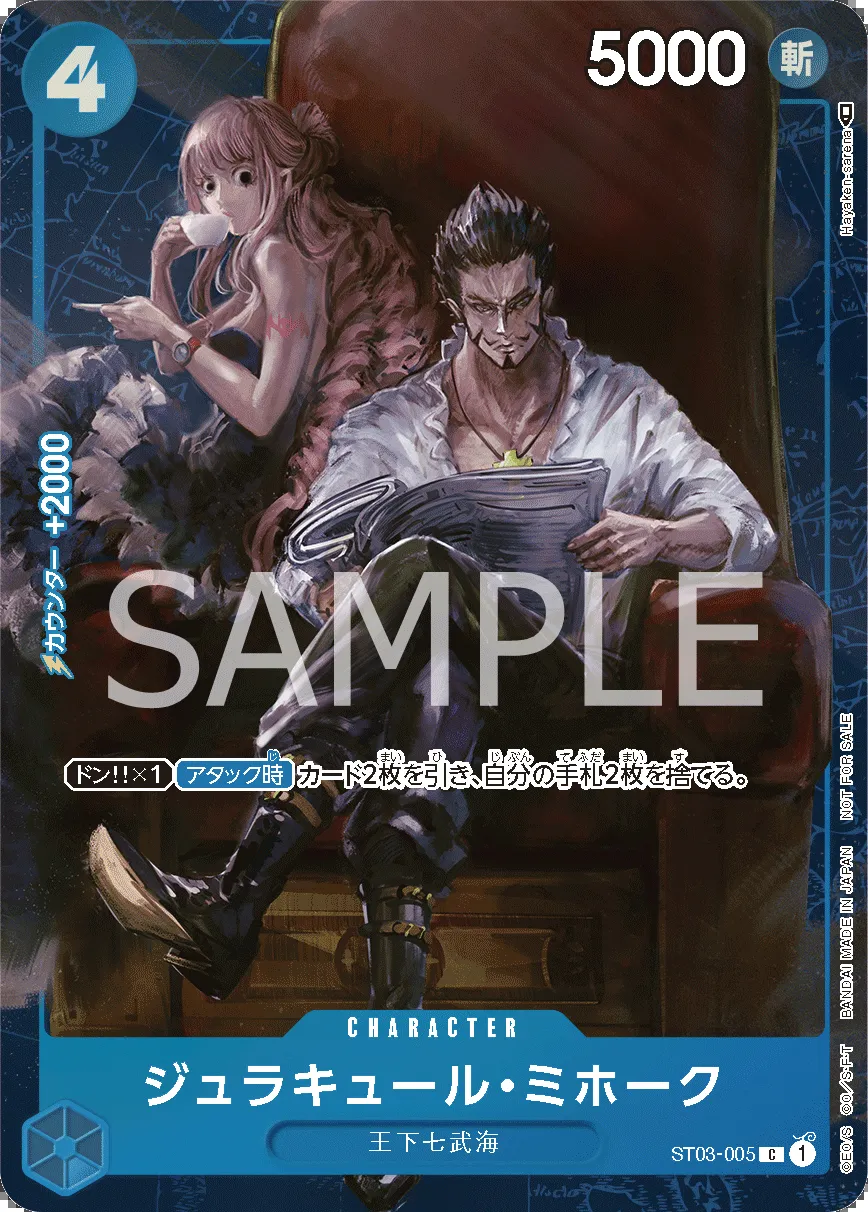 4
5000
斬
Hayaken-sarena
カウンター +2000
SAMPLE
ドン!!×1 アタック時 カード2枚を引き、自分の手札2枚を捨てる。
CHARACTER
ジュラキュール・ミホーク
王下七武海
ST03-005 C 1
©EO/S ©O/S·F·T BANDAI MADE IN JAPAN NOT FOR SALE